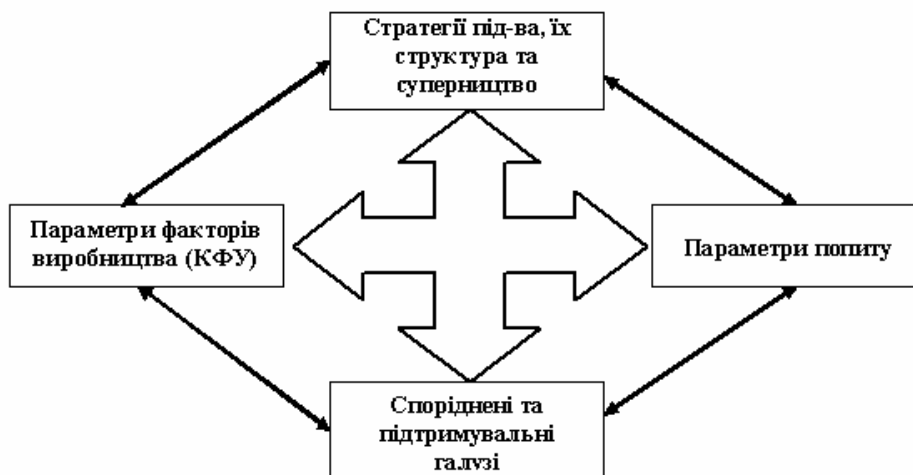 Стратегії під-ва, їх
структура та
суперництво
Параметри факторів
виробництва (КФУ)
Параметри попиту
Споріднені та
підтримувальні
галузі